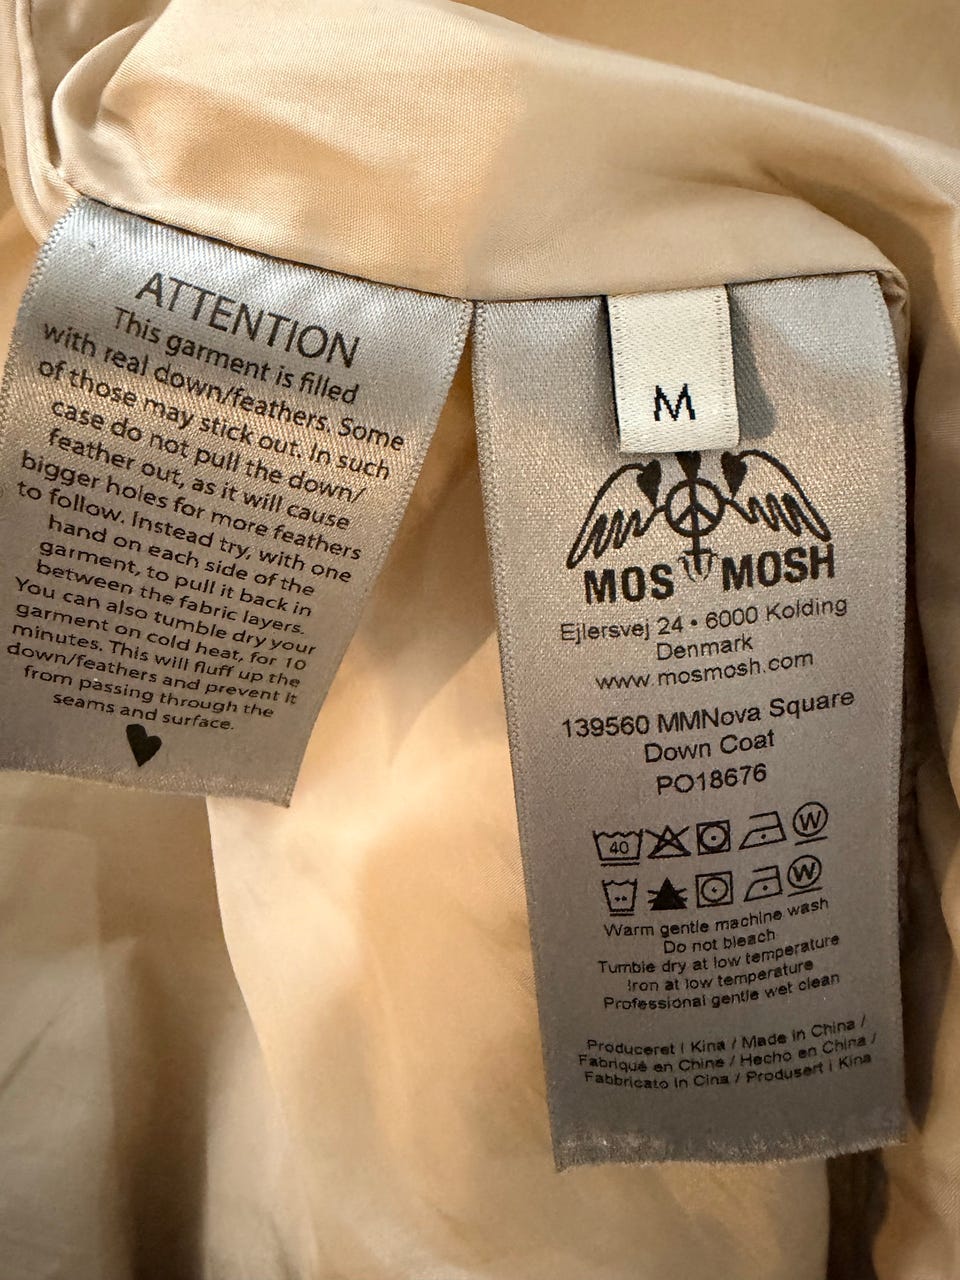 ATTENTION
This garment is filled
with real down/feathers. Some
of those may stick out. In such
case do not pull the down/
feather out, as it will cause
bigger holes for more feathers
to follow. Instead try, with one
hand on each side of the
garment, to pull it back in
between the fabric layers.
You can also tumble dry your
garment on cold heat, for 10
minutes. This will fluff up the
down/feathers and prevent it
from passing through the
seams and surface.
M
MOS MOSH
Ejlersvej 24 • 6000 Kolding
Denmark
www.mosmosh.com
139560 MMNova Square
Down Coat
PO18676
40 W
W
Warm gentle machine wash
Do not bleach
Tumble dry at low temperature
Iron at low temperature
Professional gentle wet clean
Produceret i Kina / Made in China /
Fabriqué en Chine / Hecho en China /
Fabbricato in Cina / Produsert i Kina